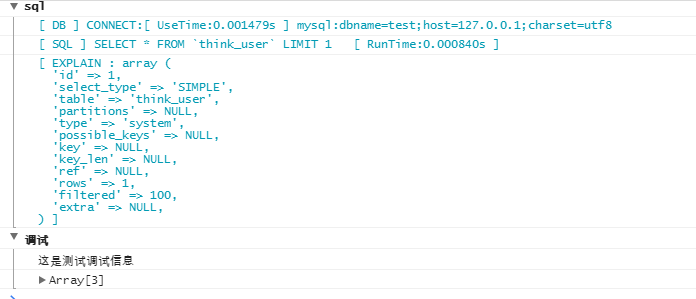 sql
[ DB ] CONNECT:[ UseTime:0.001479s ] mysql:dbname=test;host=127.0.0.1;charset=utf8
[ SQL ] SELECT * FROM `think_user` LIMIT 1 [ RunTime:0.000840s ]
[ EXPLAIN : array (
'id' => 1,
'select_type' => 'SIMPLE',
'table' => 'think_user',
'partitions' => NULL,
'type' => 'system',
'possible_keys' => NULL,
'key' => NULL,
'key_len' => NULL,
'ref' => NULL,
'rows' => 1,
'filtered' => 100,
'extra' => NULL,
) ]
调试
这是测试调试信息
Array[3]